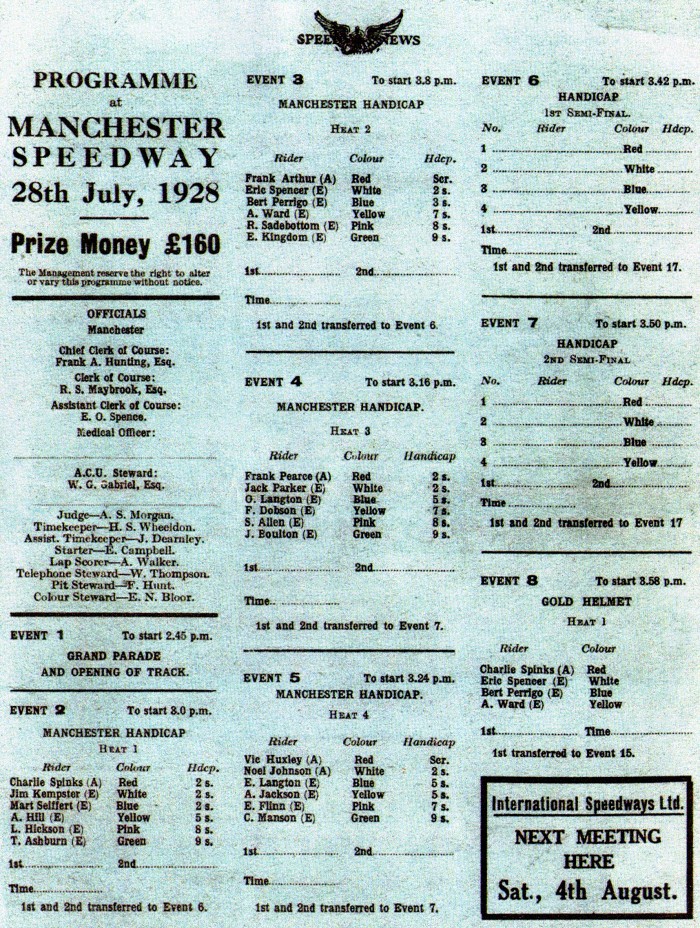 SPEEDWAY NEWS
PROGRAMME
at
MANCHESTER
SPEEDWAY
28th July, 1928
Prize Money £160
The Management reserve the right to alter
or vary this programme without notice.
OFFICIALS
Manchester
Chief Clerk of Course:
Frank A. Hunting, Esq.
Clerk of Course:
R. S. Maybrook, Esq.
Assistant Clerk of Course:
E. O. Spence.
Medical Officer:
A.C.U. Steward:
W. G. Gabriel, Esq.
Judge—A. S. Morgan.
Timekeeper—H. S. Wheeldon.
Assist. Timekeeper—J. Dearnley.
Starter—E. Campbell.
Lap Scorer—A. Walker.
Telephone Steward—W. Thompson.
Pit Steward—F. Hunt.
Colour Steward—E. N. Bloor.
EVENT 1 To start 2.45 p.m.
GRAND PARADE
AND OPENING OF TRACK.
EVENT 2 To start 3.0 p.m.
MANCHESTER HANDICAP
HEAT 1
Rider Colour Hdcp.
Charlie Spinks (A) Red 2 s.
Jim Kempster (E) White 2 s.
Mart Seiffert (E) Blue 2 s.
A. Hill (E) Yellow 5 s.
L. Hickson (E) Pink 8 s.
T. Ashburn (E) Green 9 s.
1st 2nd
Time
1st and 2nd transferred to Event 6.
EVENT 3 To start 3.8 p.m.
MANCHESTER HANDICAP
HEAT 2
Rider Colour Hdcp.
Frank Arthur (A) Red Scr.
Eric Spencer (E) White 2 s.
Bert Perrigo (E) Blue 3 s.
A. Ward (E) Yellow 7 s.
R. Sadebottom (E) Pink 8 s.
E. Kingdom (E) Green 9 s.
1st 2nd
Time
1st and 2nd transferred to Event 6.
EVENT 4 To start 3.16 p.m.
MANCHESTER HANDICAP.
HEAT 3
Rider Colour Handicap
Frank Pearce (A) Red 2 s.
Jack Parker (E) White 2 s.
G. Langton (E) Blue 5 s.
F. Dobson (E) Yellow 7 s.
S. Allen (E) Pink 8 s.
J. Boulton (E) Green 9 s.
1st 2nd
Time
1st and 2nd transferred to Event 7.
EVENT 5 To start 3.24 p.m.
MANCHESTER HANDICAP.
HEAT 4
Rider Colour Handicap
Vic Huxley (A) Red Scr.
Noel Johnson (A) White 2 s.
E. Langton (E) Blue 5 s.
A. Jackson (E) Yellow 5 s.
E. Flinn (E) Pink 7 s.
C. Manson (E) Green 9 s.
1st 2nd
Time
1st and 2nd transferred to Event 7.
EVENT 6 To start 3.42 p.m.
HANDICAP
1ST SEMI-FINAL.
No. Rider Colour Hdcp.
1 Red
2 White
3 Blue
4 Yellow
1st 2nd
Time
1st and 2nd transferred to Event 17.
EVENT 7 To start 3.50 p.m.
HANDICAP
2ND SEMI-FINAL
No. Rider Colour Hdcp.
1 Red
2 White
3 Blue
4 Yellow
1st 2nd
Time
1st and 2nd transferred to Event 17
EVENT 8 To start 3.58 p.m.
GOLD HELMET
HEAT 1
Rider Colour
Charlie Spinks (A) Red
Eric Spencer (E) White
Bert Perrigo (E) Blue
A. Ward (E) Yellow
1st Time
1st transferred to Event 15.
International Speedways Ltd.
NEXT MEETING
HERE
Sat., 4th August.